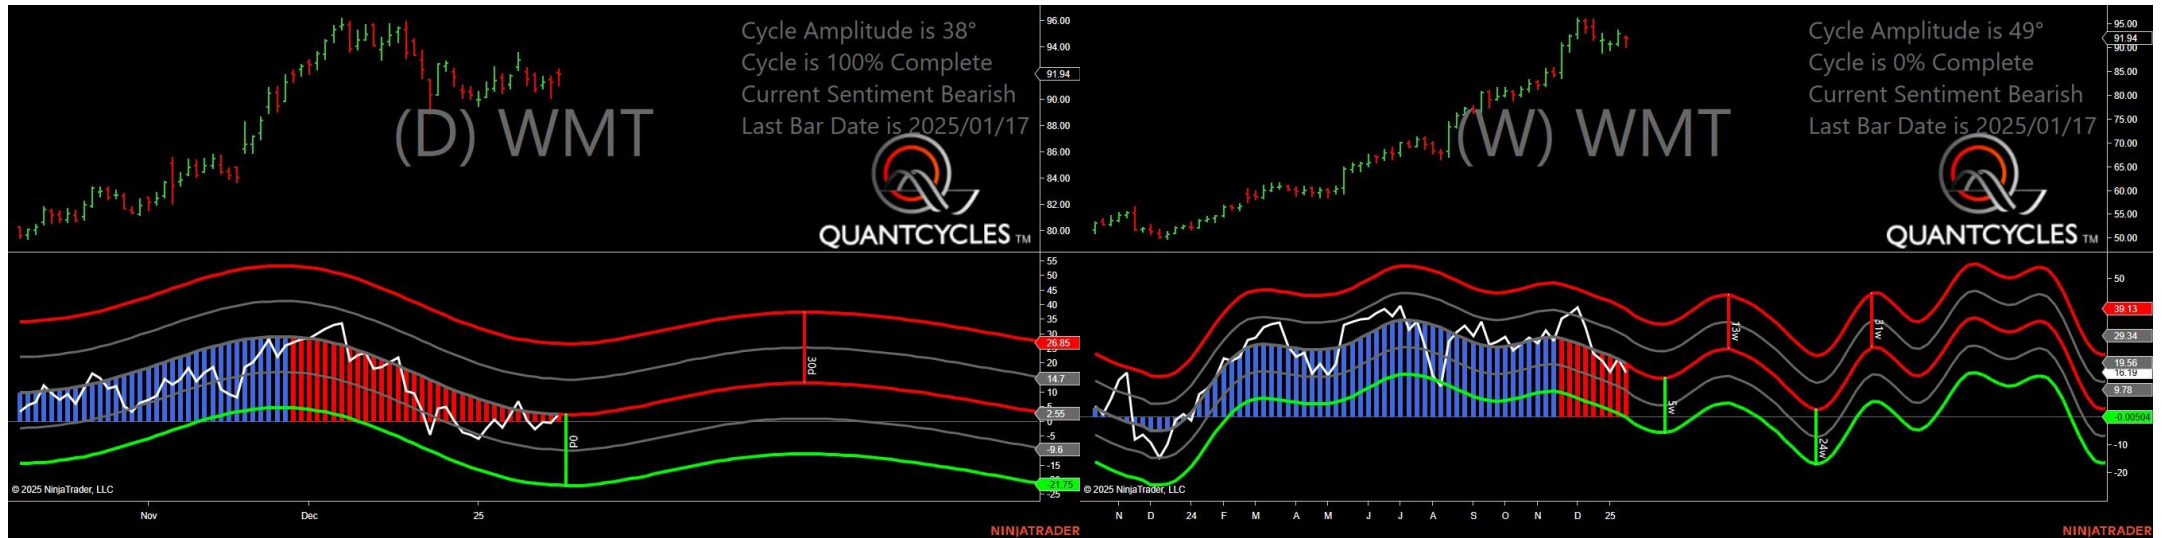 Cycle Amplitude is 38°
Cycle is 100% Complete
Current Sentiment Bearish
Last Bar Date is 2025/01/17
(D) WMT
QUANTCYCLES TM
96.00
94.00
91.94
90.00
88.00
86.00
84.00
82.00
80.00
55
50
45
40
35
30
26.85
20
14.7
10
5
2.55
0
-5
-9.6
-15
-21.75
-25
30d
0d
© 2025 NinjaTrader, LLC
Nov
Dec
25
NINJATRADER
Cycle Amplitude is 49°
Cycle is 0% Complete
Current Sentiment Bearish
Last Bar Date is 2025/01/17
(W) WMT
QUANTCYCLES TM
95.00
91.94
90.00
85.00
80.00
75.00
70.00
65.00
60.00
55.00
50.00
50
39.13
29.34
19.56
16.19
9.78
-0.00504
-10
-20
5w
13w
24w
31w
© 2025 NinjaTrader, LLC
N D 24 F M A M J J A S O N D 25
NINJATRADER